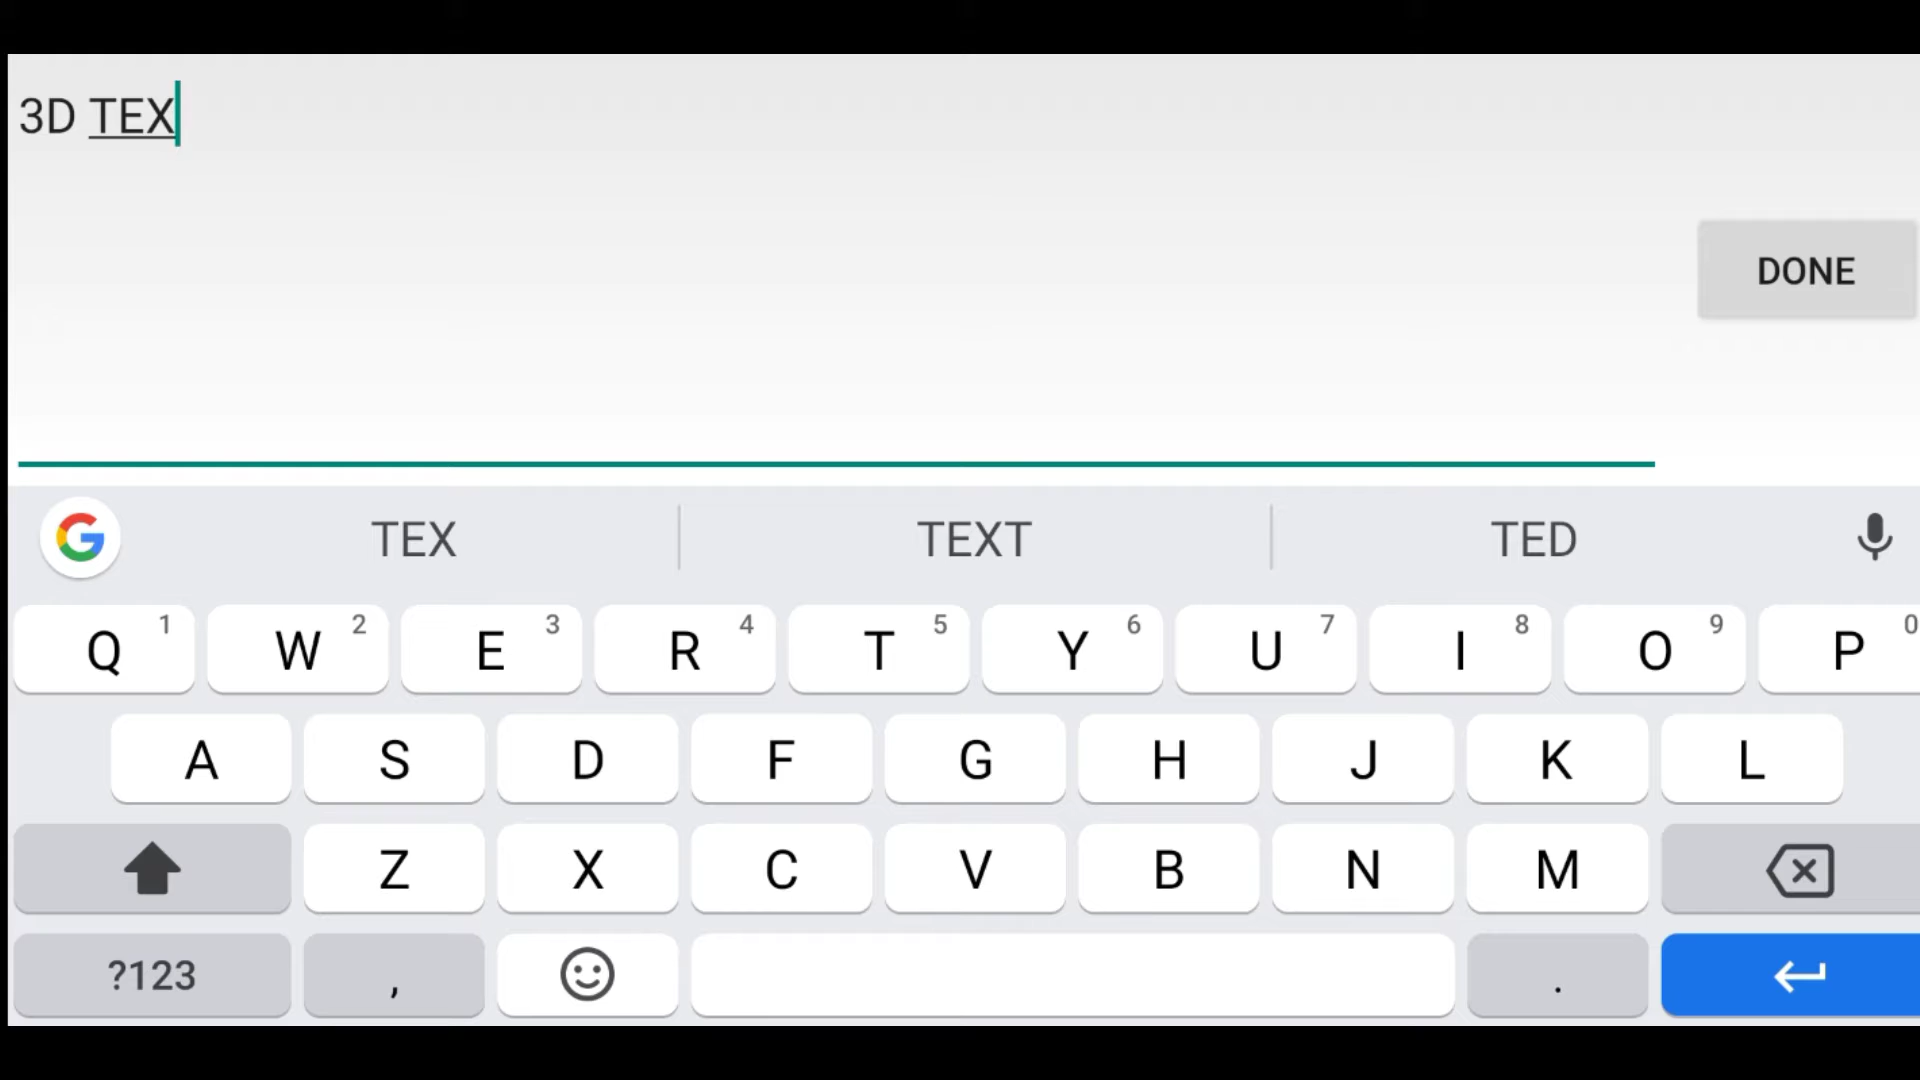 3D TEX
DONE
TEX TEXT TED
Q 1 W 2 E 3 R 4 T 5 Y 6 U 7 I 8 O 9 P 0
A S D F G H J K L
Z X C V B N M
?123 , .